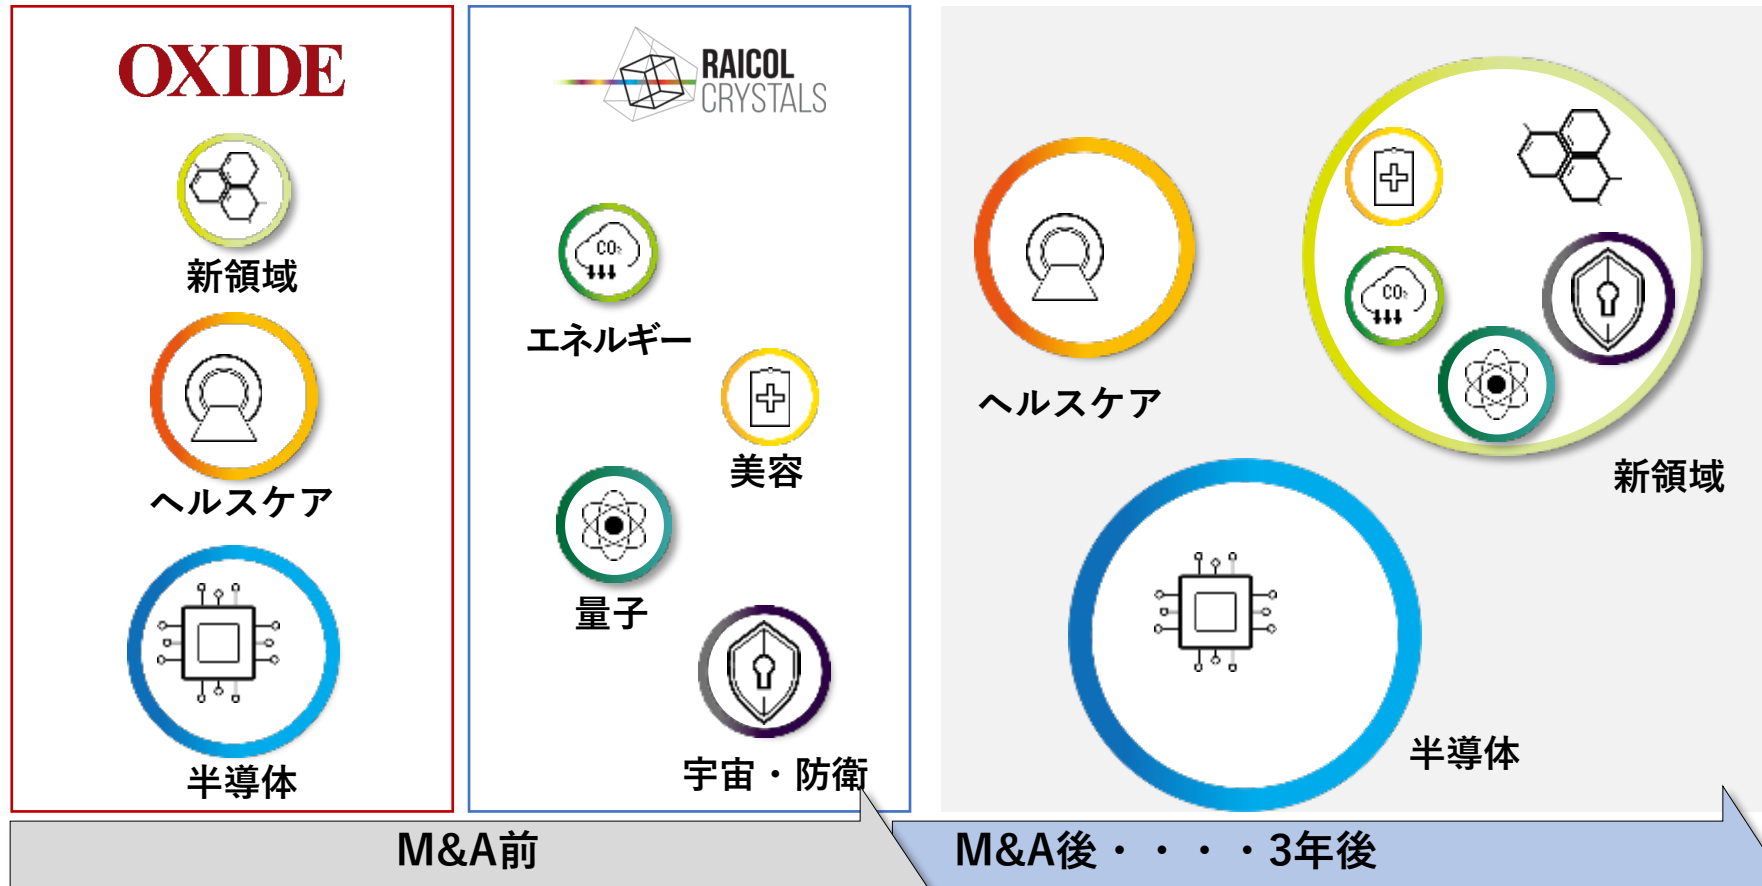 OXIDE
新領域
ヘルスケア
半導体
RAICOL
CRYSTALS
CO₂
エネルギー
美容
量子
宇宙・防衛
ヘルスケア
CO₂
新領域
半導体
M&A前
M&A後・・・・3年後